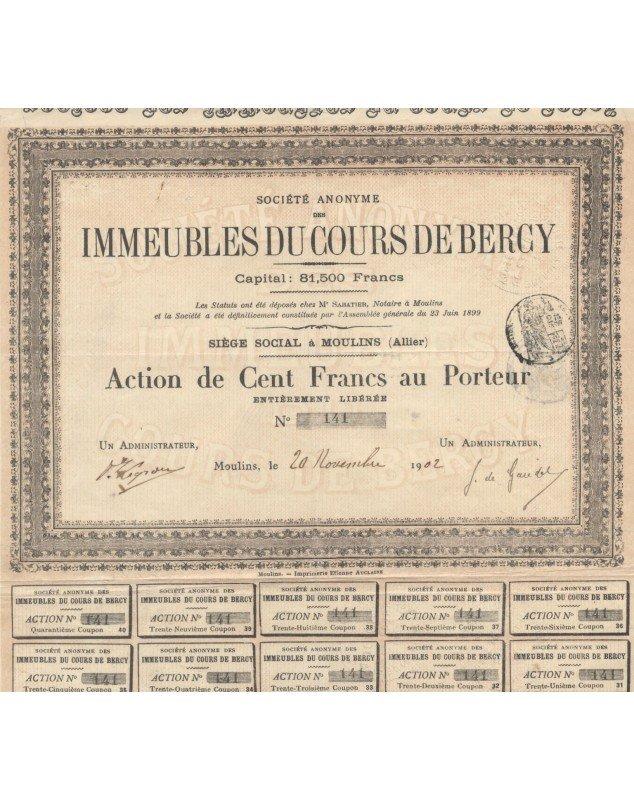 SOCIÉTÉ ANONYME
DES
IMMEUBLES DU COURS DE BERCY
Capital: 81,500 Francs
Les Statuts ont été déposés chez Mᵉ SABATIER, Notaire à Moulins
et la Société a été définitivement constituée par l'Assemblée générale du 23 Juin 1899
SIÈGE SOCIAL à MOULINS (Allier)
Action de Cent Francs au Porteur
ENTIÈREMENT LIBÉRÉE
Nº 141
UN ADMINISTRATEUR, UN ADMINISTRATEUR,
Moulins, le 20 Novembre 1902
Moulins. — Imprimerie Etienne AUCLAIRE
SOCIÉTÉ ANONYME DES SOCIÉTÉ ANONYME DES SOCIÉTÉ ANONYME DES SOCIÉTÉ ANONYME DES SOCIÉTÉ ANONYME DES
IMMEUBLES DU COURS DE BERCY IMMEUBLES DU COURS DE BERCY IMMEUBLES DU COURS DE BERCY IMMEUBLES DU COURS DE BERCY IMMEUBLES DU COURS DE BERCY
ACTION Nº 141 ACTION Nº 141 ACTION Nº 141 ACTION Nº 141 ACTION Nº 141
Quarantième Coupon 40 Trente-Neuvième Coupon 39 Trente-Huitième Coupon 38 Trente-Septième Coupon 37 Trente-Sixième Coupon 36
SOCIÉTÉ ANONYME DES SOCIÉTÉ ANONYME DES SOCIÉTÉ ANONYME DES SOCIÉTÉ ANONYME DES SOCIÉTÉ ANONYME DES
IMMEUBLES DU COURS DE BERCY IMMEUBLES DU COURS DE BERCY IMMEUBLES DU COURS DE BERCY IMMEUBLES DU COURS DE BERCY IMMEUBLES DU COURS DE BERCY
ACTION Nº 141 ACTION Nº 141 ACTION Nº 141 ACTION Nº 141 ACTION Nº 141
Trente-Cinquième Coupon 35 Trente-Quatrième Coupon 34 Trente-Troisième Coupon 33 Trente-Deuxième Coupon 32 Trente-Unième Coupon 31